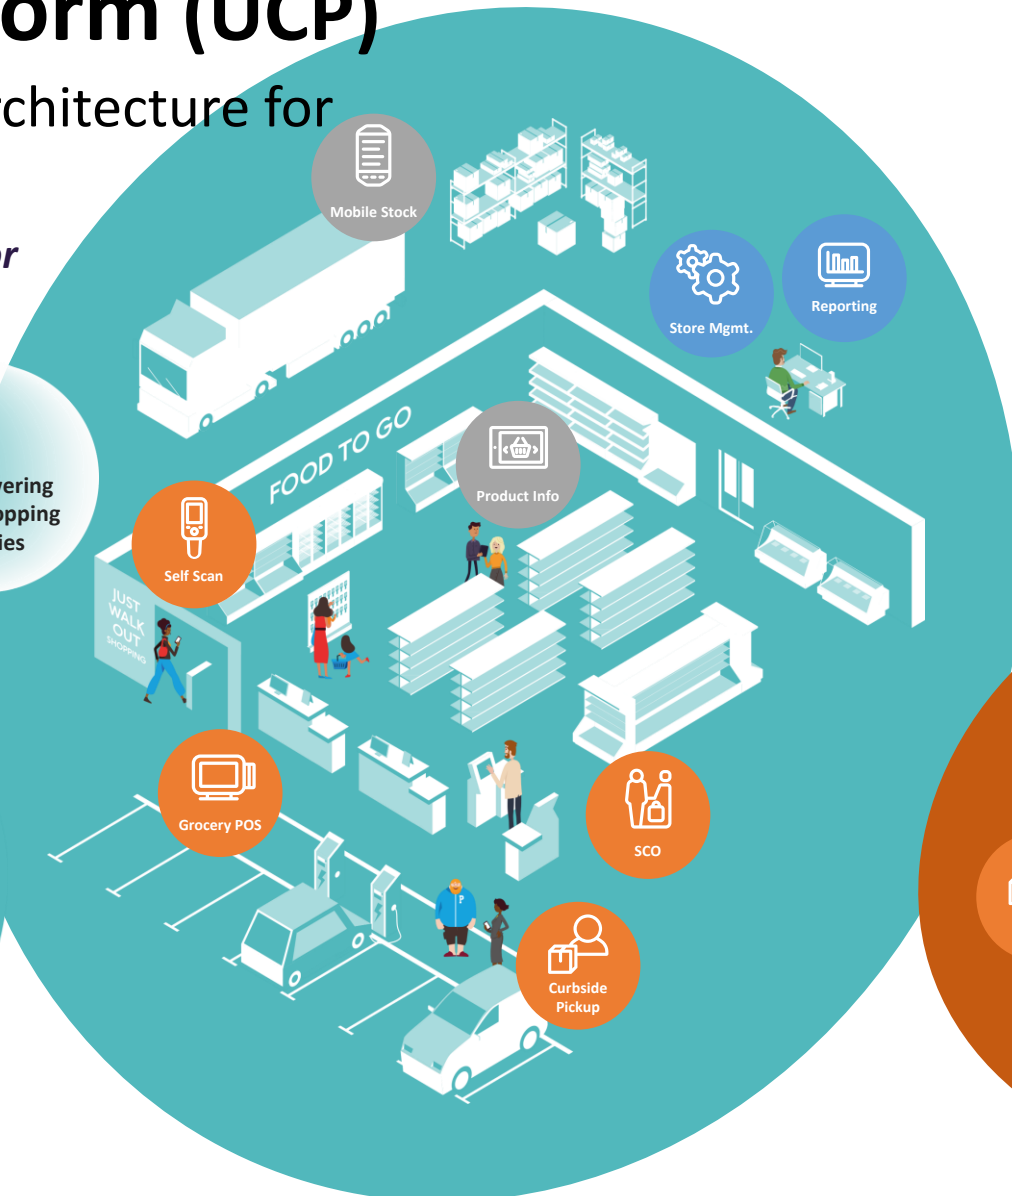 orm (UCP)
rchitecture for
or
Mobile Stock
Store Mgmt.
Reporting
FOOD TO GO
Product Info
vering
opping
ies
Self Scan
JUST
WALK
OUT
SHOPPING
Grocery POS
SCO
P
Curbside
Pickup